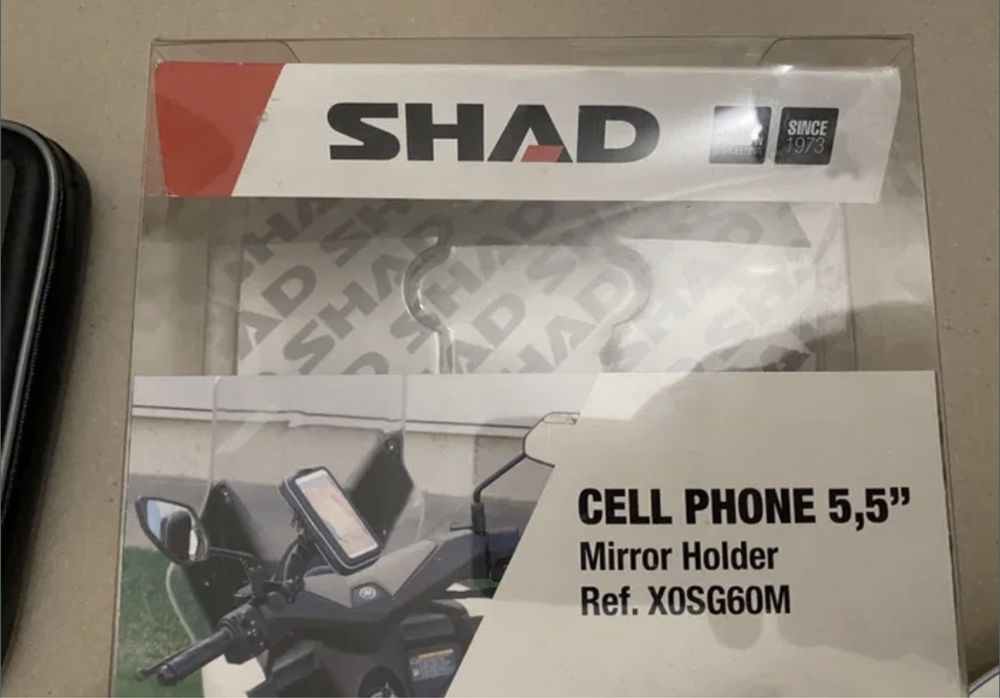 SHAD
SINCE
1973
CELL PHONE 5,5”
Mirror Holder
Ref. X0SG60M